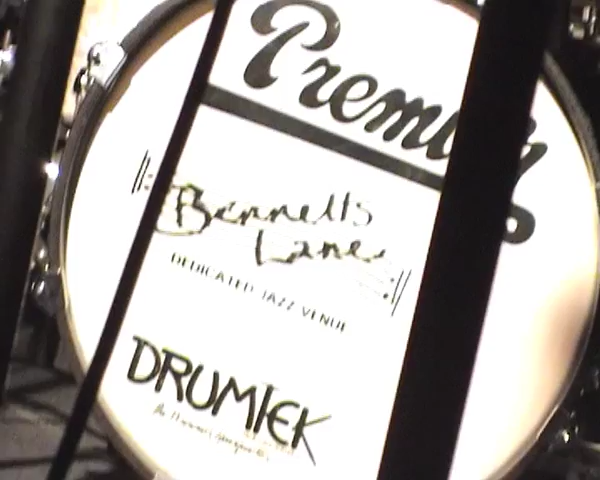 Premi
Bennetts
Lane
DEDICATED JAZZ VENUE
DRUMTEK